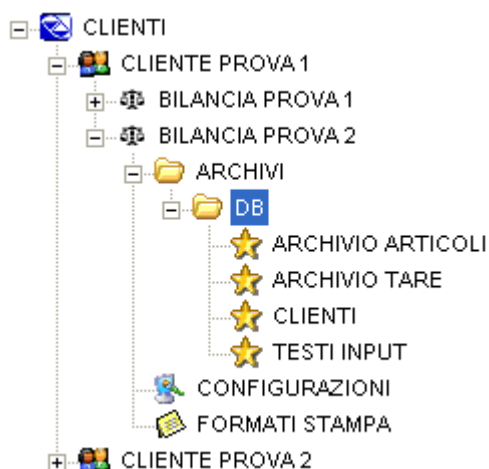 CLIENTI
CLIENTE PROVA 1
BILANCIA PROVA 1
BILANCIA PROVA 2
ARCHIVI
DB
ARCHIVIO ARTICOLI
ARCHIVIO TARE
CLIENTI
TESTI INPUT
CONFIGURAZIONI
FORMATI STAMPA
CLIENTE PROVA 2